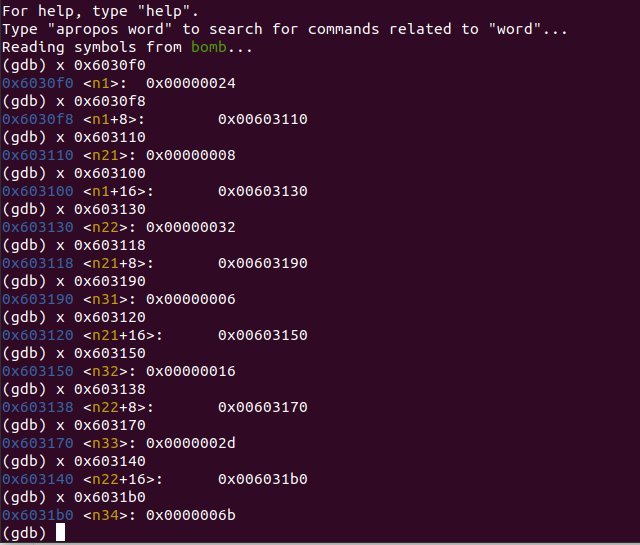 For help, type "help".
Type "apropos word" to search for commands related to "word"...
Reading symbols from bomb...
(gdb) x 0x6030f0
0x6030f0 <n1>:  0x00000024
(gdb) x 0x6030f8
0x6030f8 <n1+8>:        0x00603110
(gdb) x 0x603110
0x603110 <n21>: 0x00000008
(gdb) x 0x603100
0x603100 <n1+16>:       0x00603130
(gdb) x 0x603130
0x603130 <n22>: 0x00000032
(gdb) x 0x603118
0x603118 <n21+8>:       0x00603190
(gdb) x 0x603190
0x603190 <n31>: 0x00000006
(gdb) x 0x603120
0x603120 <n21+16>:      0x00603150
(gdb) x 0x603150
0x603150 <n32>: 0x00000016
(gdb) x 0x603138
0x603138 <n22+8>:       0x00603170
(gdb) x 0x603170
0x603170 <n33>: 0x0000002d
(gdb) x 0x603140
0x603140 <n22+16>:      0x006031b0
(gdb) x 0x6031b0
0x6031b0 <n34>: 0x0000006b
(gdb)